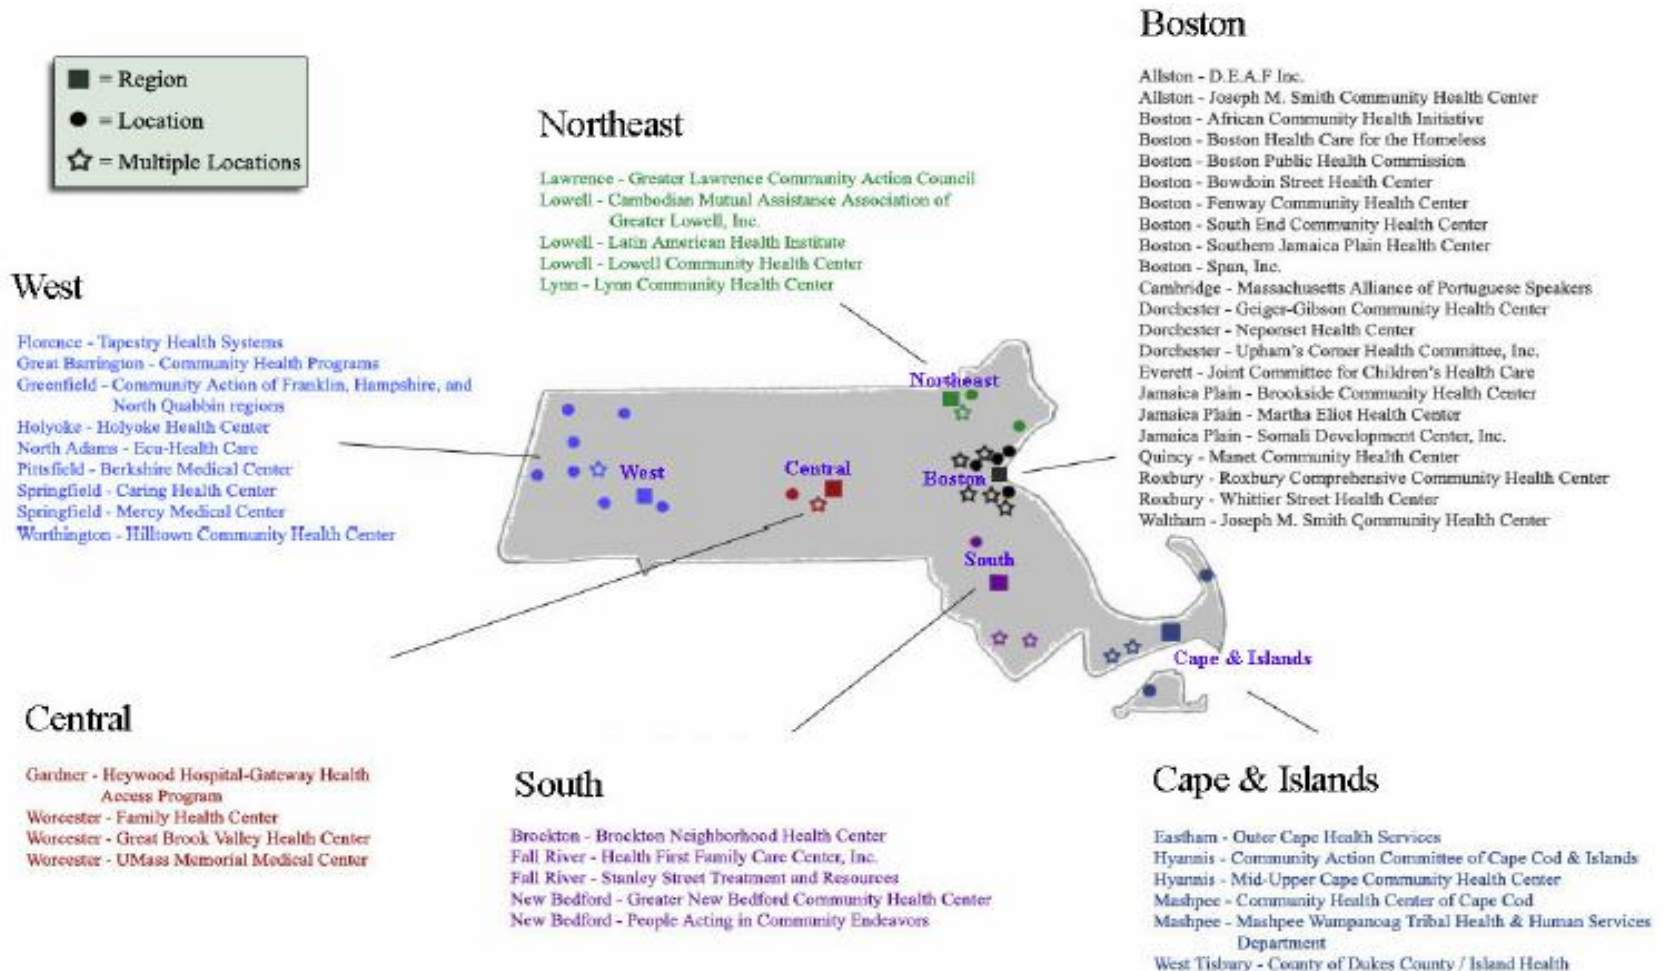 = Region
= Location
= Multiple Locations
Northeast
Lawrence - Greater Lawrence Community Action Council
Lowell - Cambodian Mutual Assistance Association of
Greater Lowell, Inc.
Lowell - Latin American Health Institute
Lowell - Lowell Community Health Center
Lynn - Lynn Community Health Center
Boston
Allston - D.E.A.F Inc.
Allston - Joseph M. Smith Community Health Center
Boston - African Community Health Initiative
Boston - Boston Health Care for the Homeless
Boston - Boston Public Health Commission
Boston - Bowdoin Street Health Center
Boston - Fenway Community Health Center
Boston - South End Community Health Center
Boston - Southern Jamaica Plain Health Center
Boston - Span, Inc.
Cambridge - Massachusetts Alliance of Portuguese Speakers
Dorchester - Geiger-Gibson Community Health Center
Dorchester - Neponset Health Center
Dorchester - Upham's Corner Health Committee, Inc.
Everett - Joint Committee for Children's Health Care
Jamaica Plain - Brookside Community Health Center
Jamaica Plain - Martha Eliot Health Center
Jamaica Plain - Somali Development Center, Inc.
Quincy - Manet Community Health Center
Roxbury - Roxbury Comprehensive Community Health Center
Roxbury - Whittier Street Health Center
Waltham - Joseph M. Smith Community Health Center
West
Florence - Tapestry Health Systems
Great Barrington - Community Health Programs
Greenfield - Community Action of Franklin, Hampshire, and
North Quabbin regions
Holyoke - Holyoke Health Center
North Adams - Ecu-Health Care
Pittsfield - Berkshire Medical Center
Springfield - Caring Health Center
Springfield - Mercy Medical Center
Worthington - Hilltown Community Health Center
Northeast
West
Central
Boston
South
Cape & Islands
Central
Gardner - Heywood Hospital-Gateway Health
Access Program
Worcester - Family Health Center
Worcester - Great Brook Valley Health Center
Worcester - UMass Memorial Medical Center
South
Brockton - Brockton Neighborhood Health Center
Fall River - Health First Family Care Center, Inc.
Fall River - Stanley Street Treatment and Resources
New Bedford - Greater New Bedford Community Health Center
New Bedford - People Acting in Community Endeavors
Cape & Islands
Eastham - Outer Cape Health Services
Hyannis - Community Action Committee of Cape Cod & Islands
Hyannis - Mid-Upper Cape Community Health Center
Mashpee - Community Health Center of Cape Cod
Mashpee - Mashpee Wampanoag Tribal Health & Human Services
Department
West Tisbury - County of Dukes County / Island Health